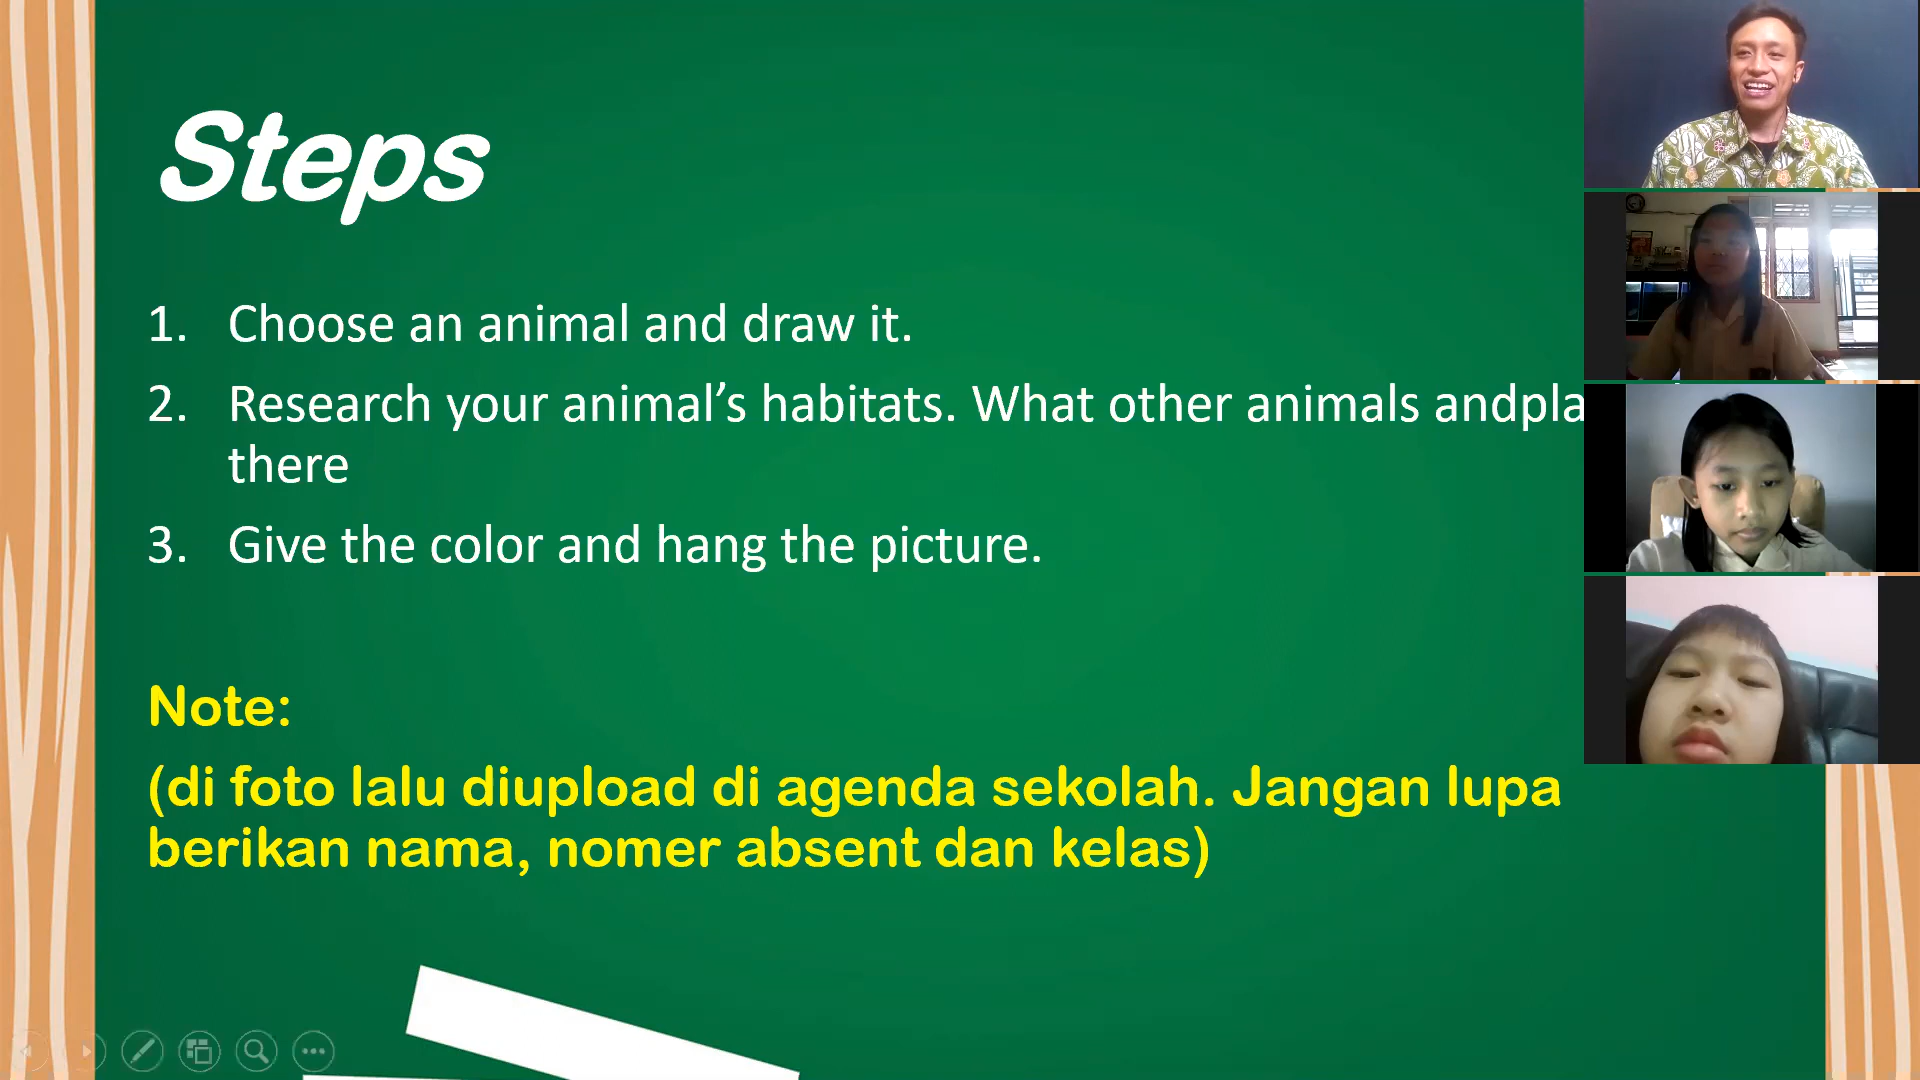 Steps
1. Choose an animal and draw it.
2. Research your animal's habitats. What other animals and
there
3. Give the color and hang the picture.
Note:
(di foto lalu diupload di agenda sekolah. Jangan lupa
berikan nama, nomer absent dan kelas)